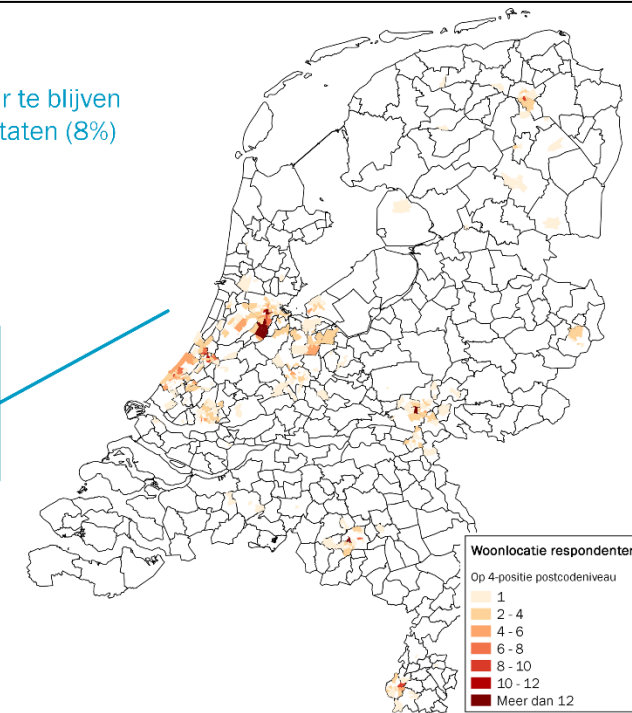 r te blijven
taten (8%)
Woonlocatie respondenten
Op 4-positie postcodeniveau
1
2 - 4
4 - 6
6 - 8
8 - 10
10 - 12
Meer dan 12